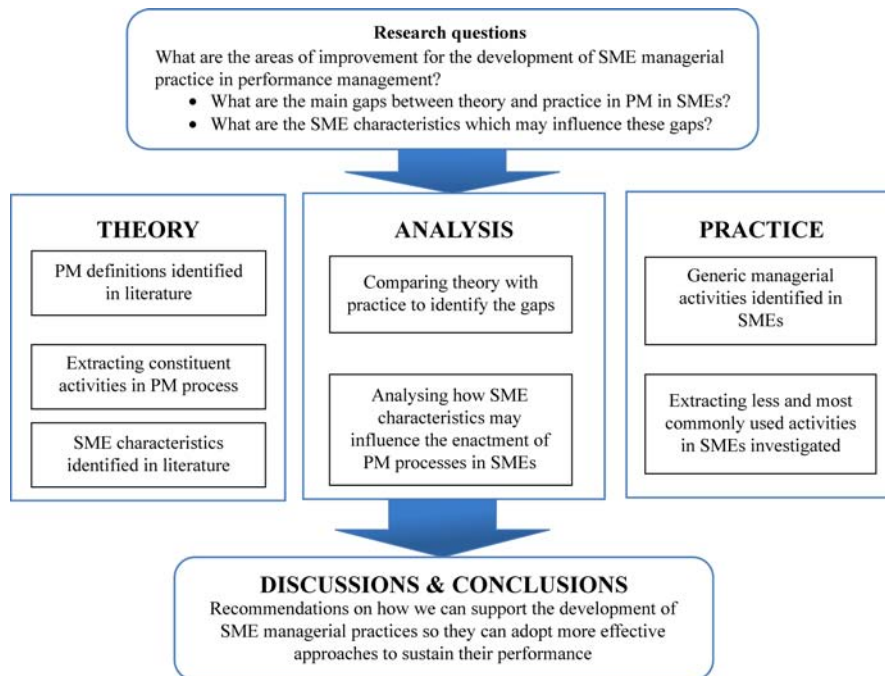 Research questions
What are the areas of improvement for the development of SME managerial
practice in performance management?
• What are the main gaps between theory and practice in PM in SMEs?
• What are the SME characteristics which may influence these gaps?
THEORY
PM definitions identified
in literature
Extracting constituent
activities in PM process
SME characteristics
identified in literature
ANALYSIS
Comparing theory with
practice to identify the gaps
Analysing how SME
characteristics may
influence the enactment of
PM processes in SMEs
PRACTICE
Generic managerial
activities identified in
SMEs
Extracting less and most
commonly used activities
in SMEs investigated
DISCUSSIONS & CONCLUSIONS
Recommendations on how we can support the development of
SME managerial practices so they can adopt more effective
approaches to sustain their performance